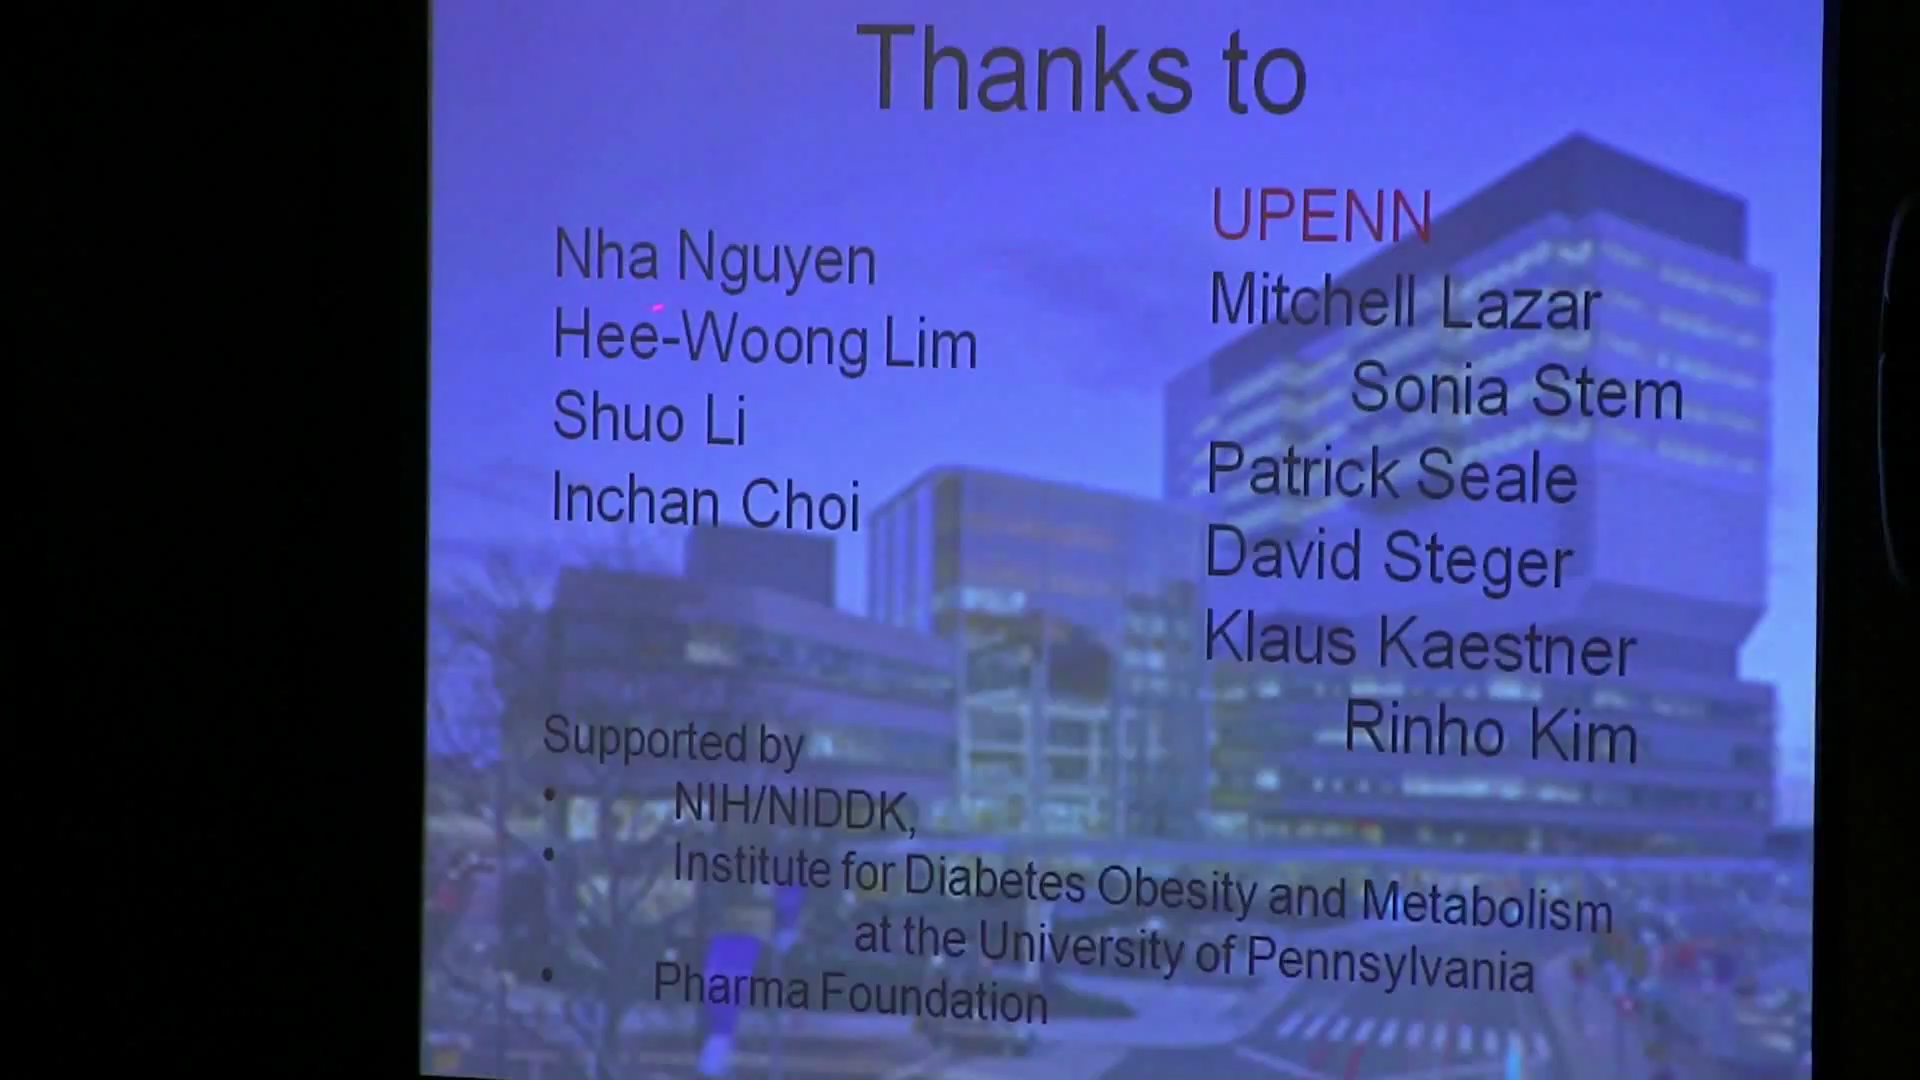 Thanks to
Nha Nguyen
Hee-Woong Lim
Shuo Li
Inchan Choi
UPENN
Mitchell Lazar
Sonia Stem
Patrick Seale
David Steger
Klaus Kaestner
Rinho Kim
Supported by
• NIH/NIDDK,
• Institute for Diabetes Obesity and Metabolism
at the University of Pennsylvania
• Pharma Foundation